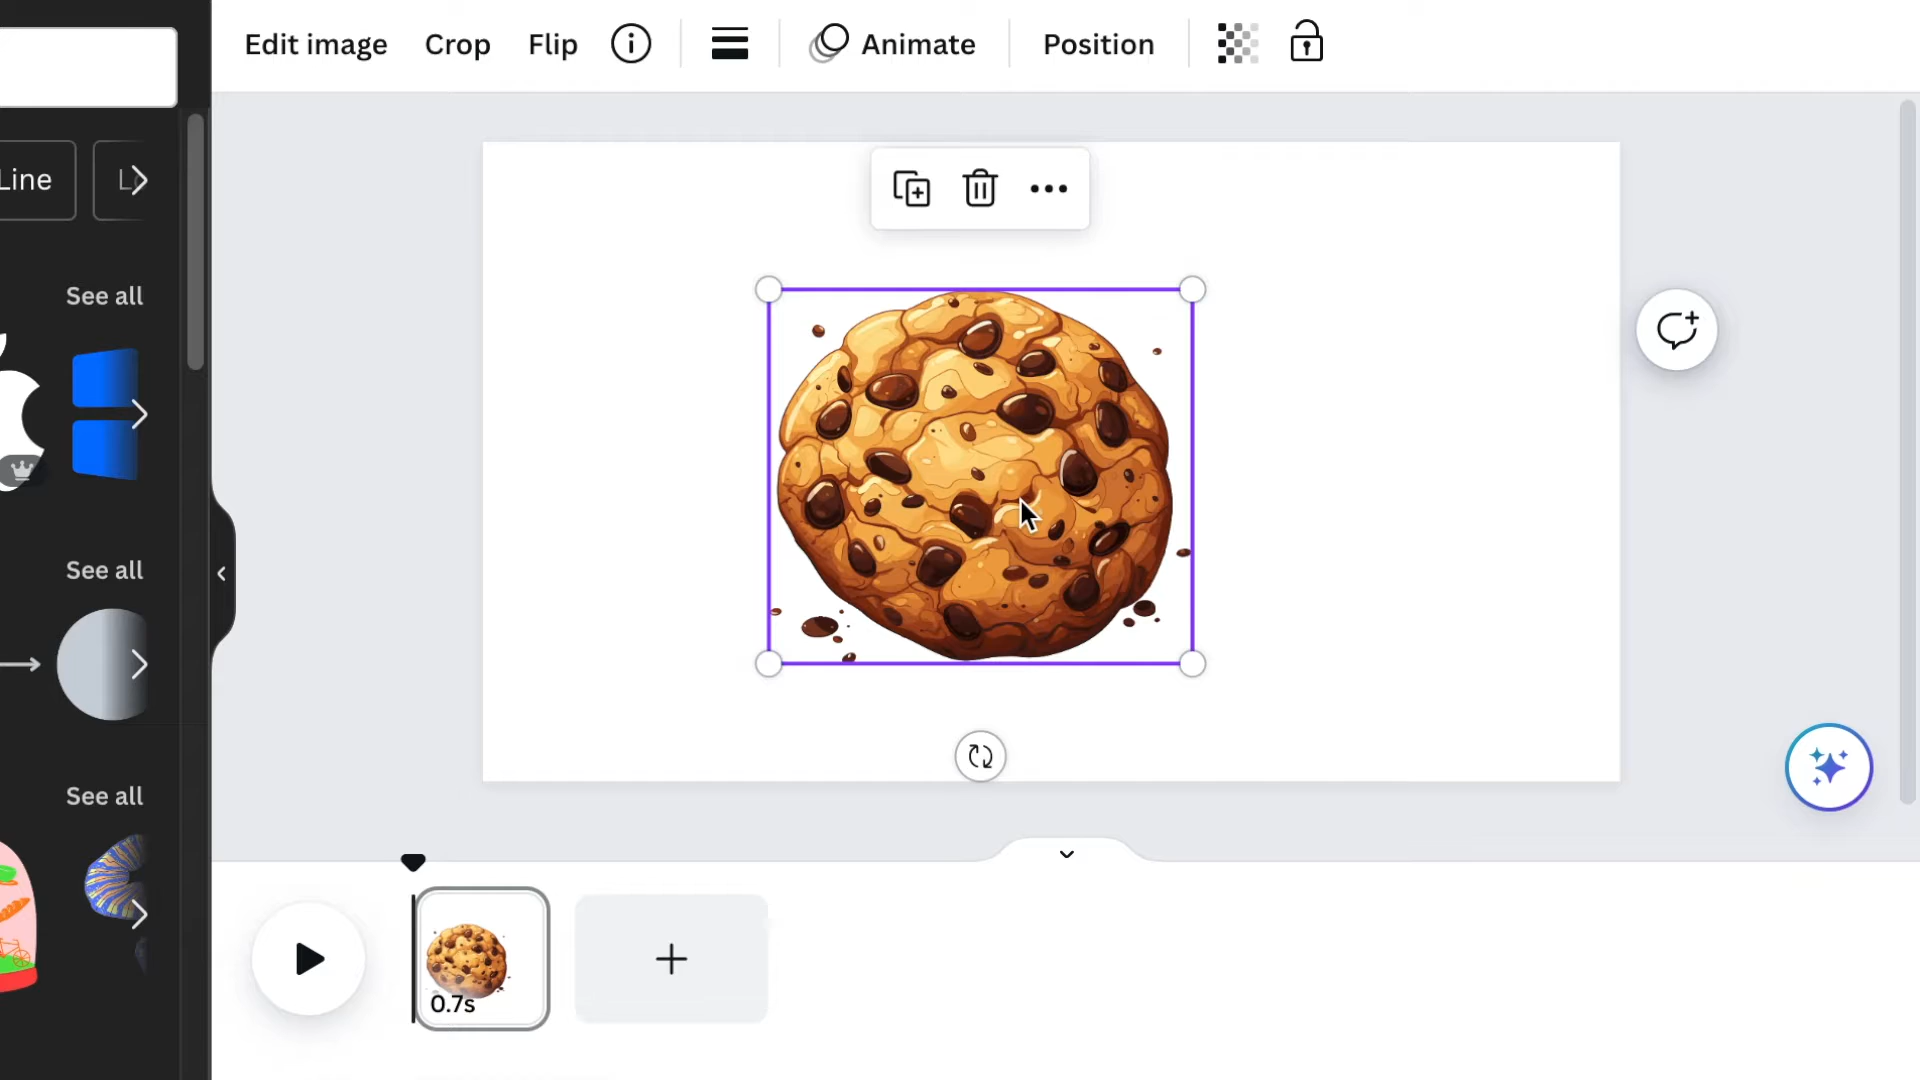 Edit image Crop Flip Animate Position
Line
See all
See all
See all
0.7s